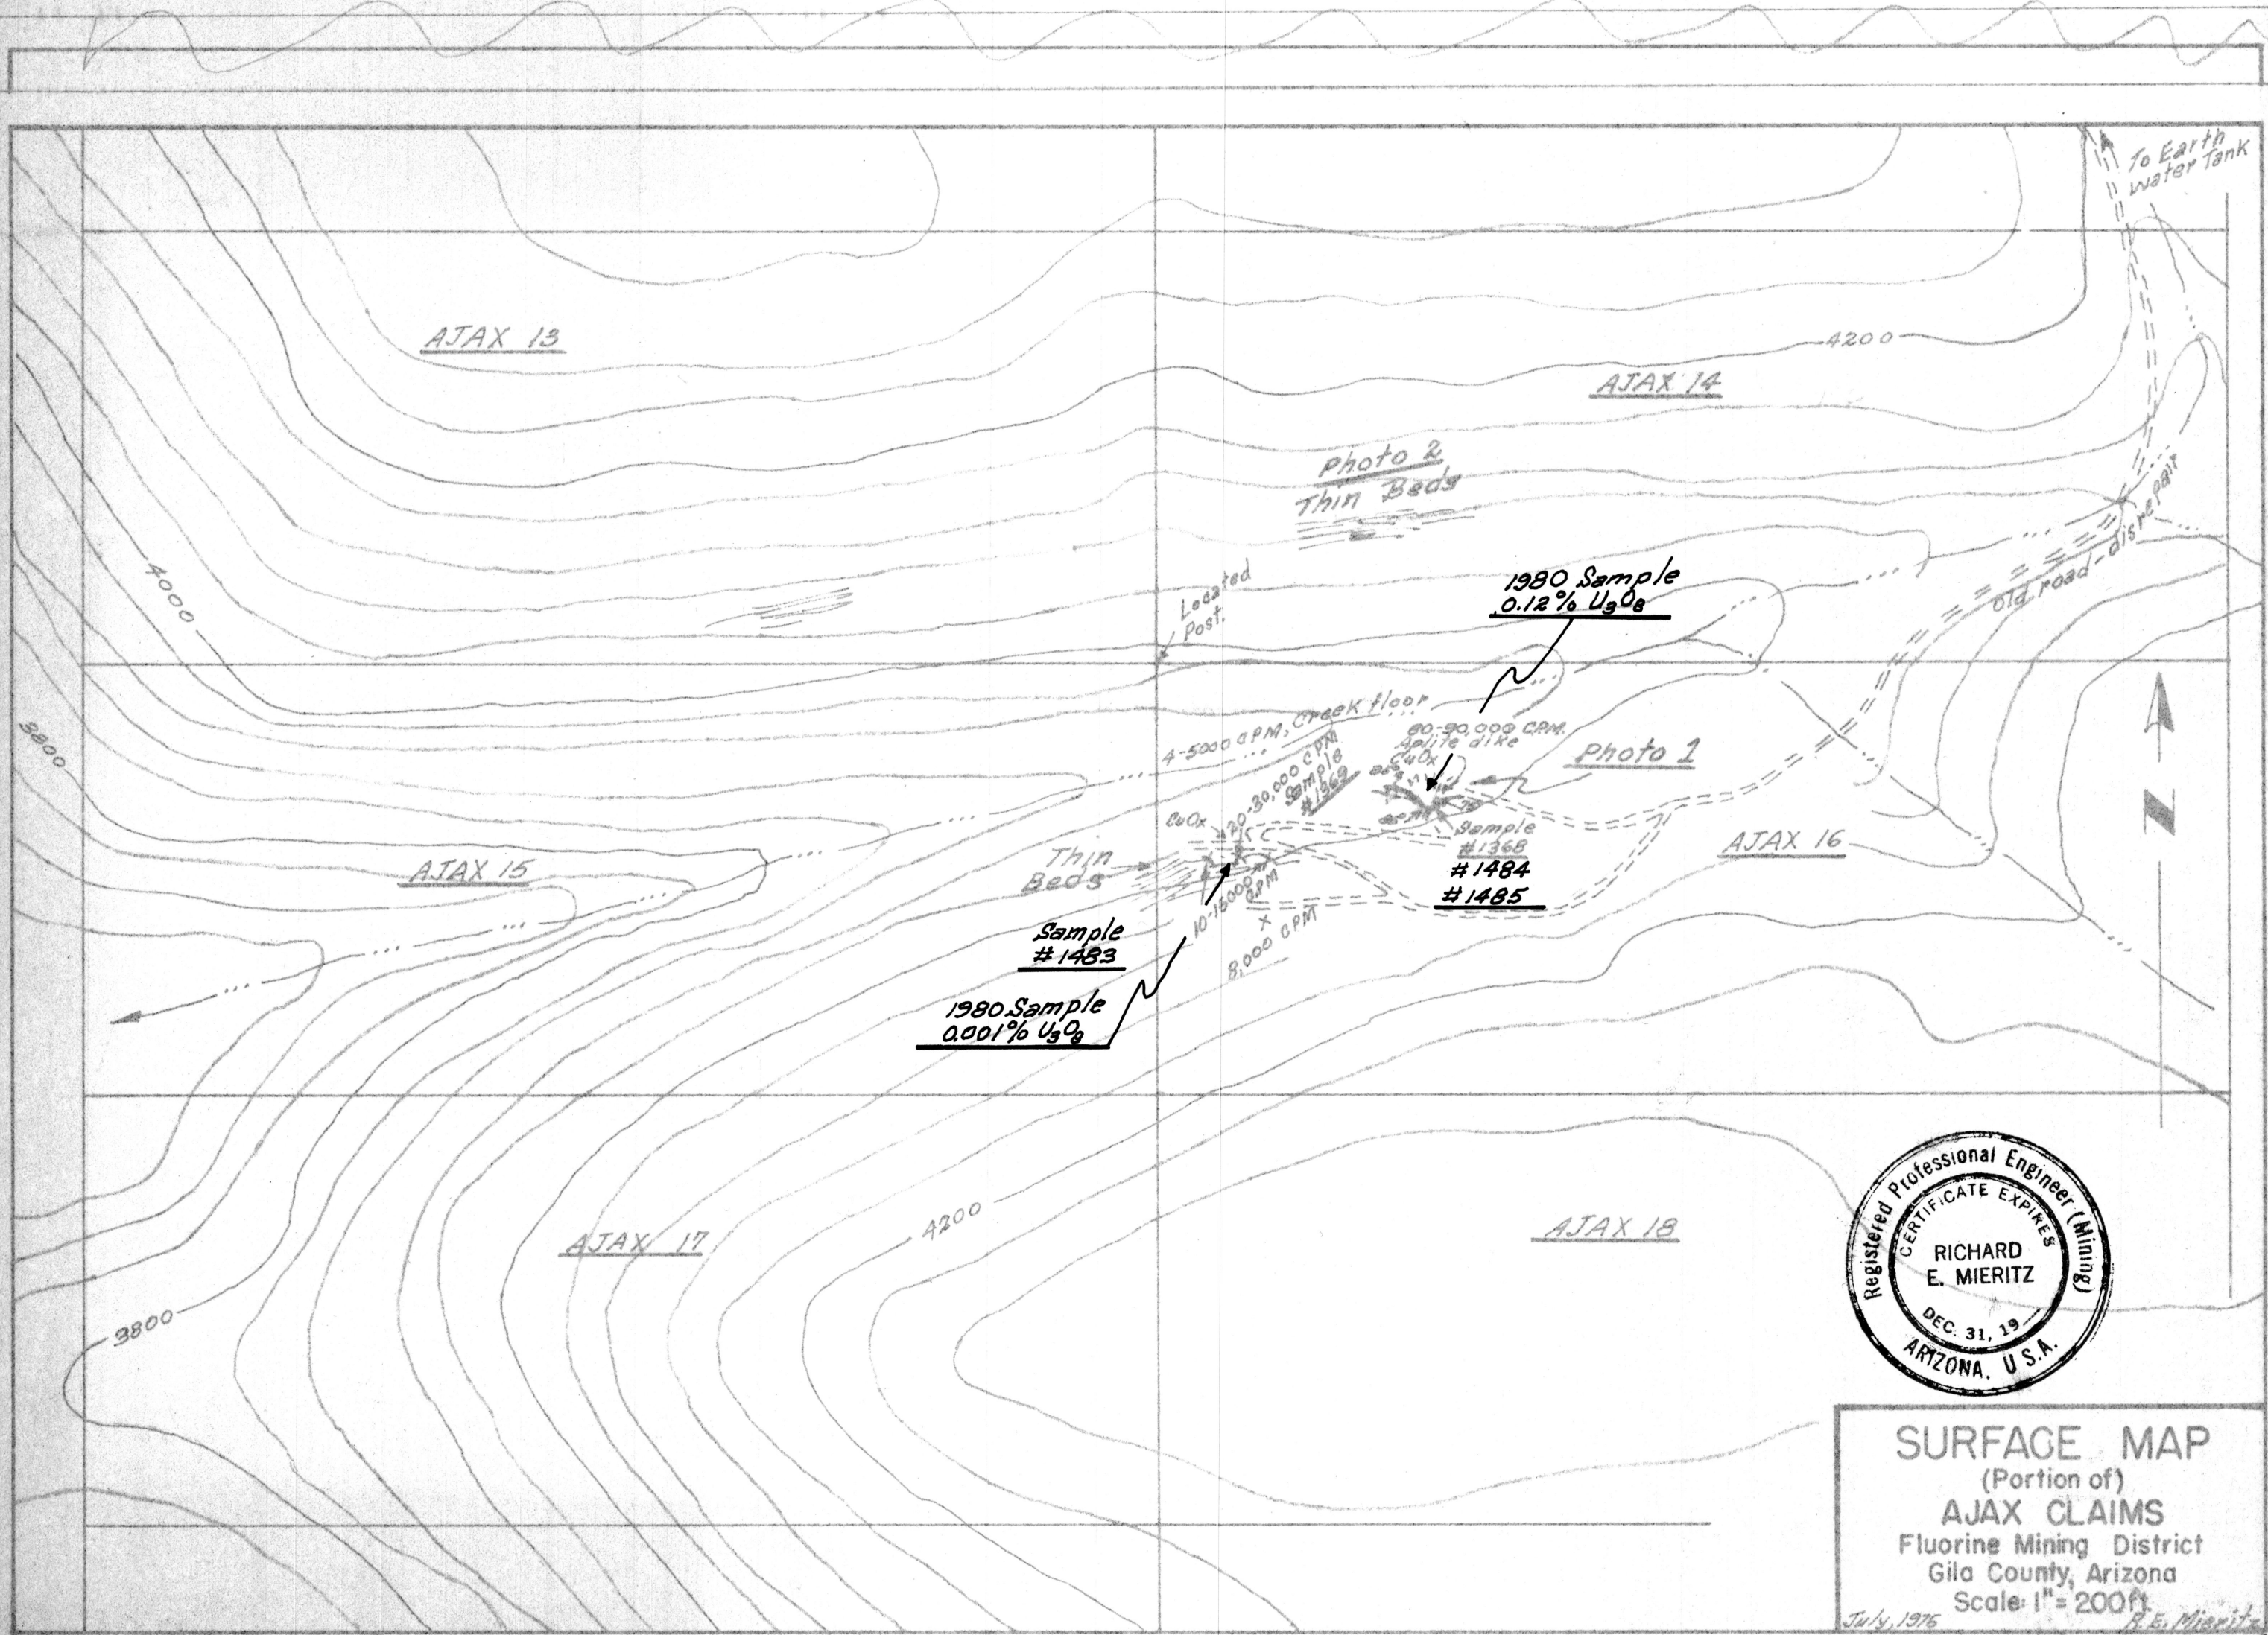 To Earth
Water Tank
AJAX 13
4200
AJAX 14
Photo 2
Thin Beds
4000
Located
Post.
1980 Sample
0.12% U3O8
Old road-disrepair
3800
4-5000 CPM, Creek floor
20-30,000 CPM
Sample
#1369
80-90,000 CPM.
Aplite dike
CuOx
Photo 1
CuOx
Sample
#1368
#1484
#1485
AJAX 16
Thin
Beds
AJAX 15
10-15000
CPM
X
8,000 CPM
Sample
#1483
1980 Sample
0.001% U3O8
N
AJAX 17
4200
AJAX 18
3800
Registered Professional Engineer (Mining)
CERTIFICATE EXPIRES
RICHARD
E. MIERITZ
DEC. 31, 19
ARIZONA, U.S.A.
SURFACE MAP
(Portion of)
AJAX CLAIMS
Fluorine Mining District
Gila County, Arizona
Scale: 1" = 200ft.
July, 1976
R.E. Mieritz